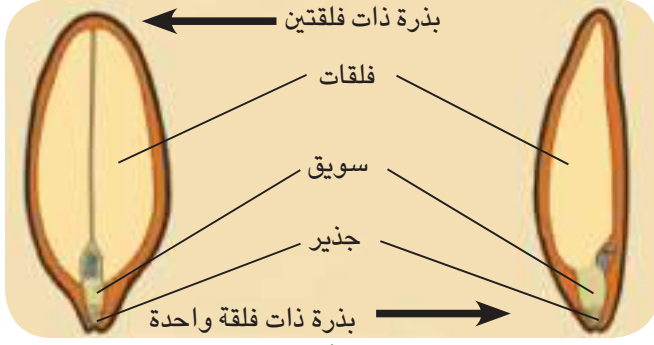 بذرة ذات فلقتين
فلقات
سويق
جذير
بذرة ذات فلقة واحدة